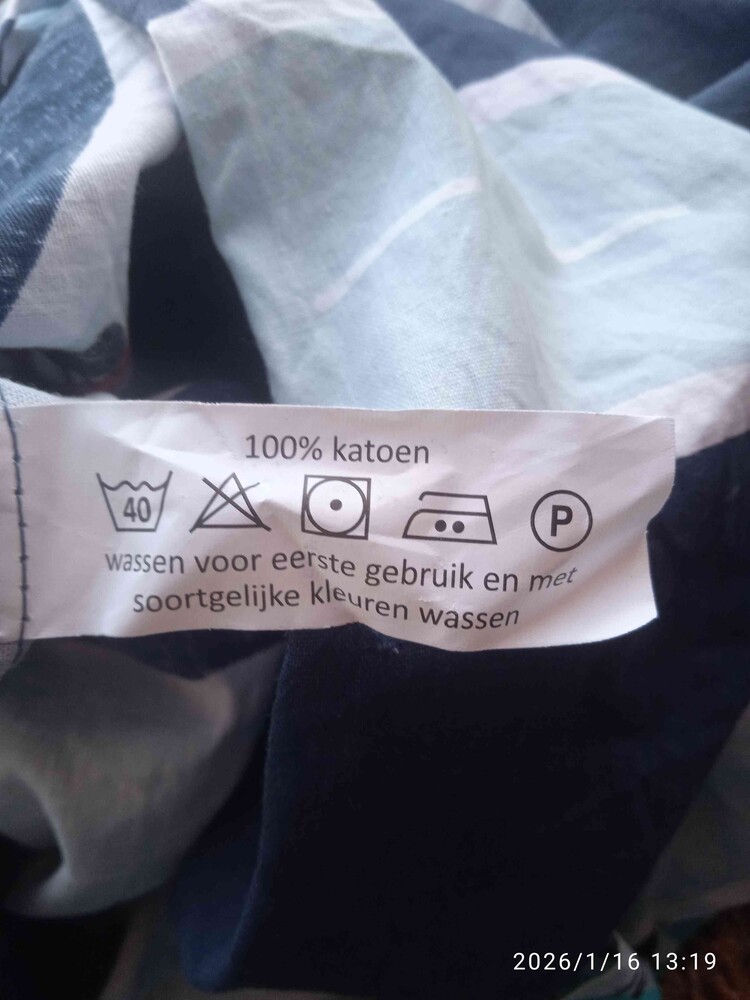 100% katoen
40 P
wassen voor eerste gebruik en met
soortgelijke kleuren wassen
2026/1/16 13:19